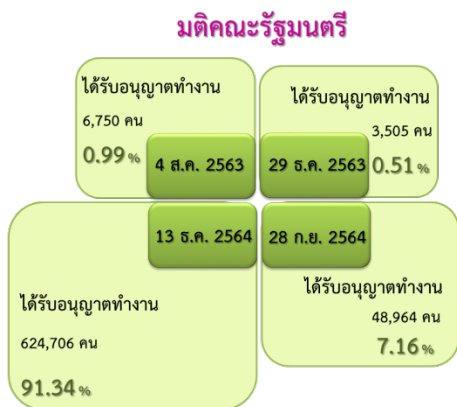 มติคณะรัฐมนตรี
ได้รับอนุญาตทำงาน
6,750 คน
0.99 %
4 ส.ค. 2563
ได้รับอนุญาตทำงาน
3,505 คน
0.51 %
29 ธ.ค. 2563
13 ธ.ค. 2564
ได้รับอนุญาตทำงาน
624,706 คน
91.34 %
28 ก.ย. 2564
ได้รับอนุญาตทำงาน
48,964 คน
7.16 %